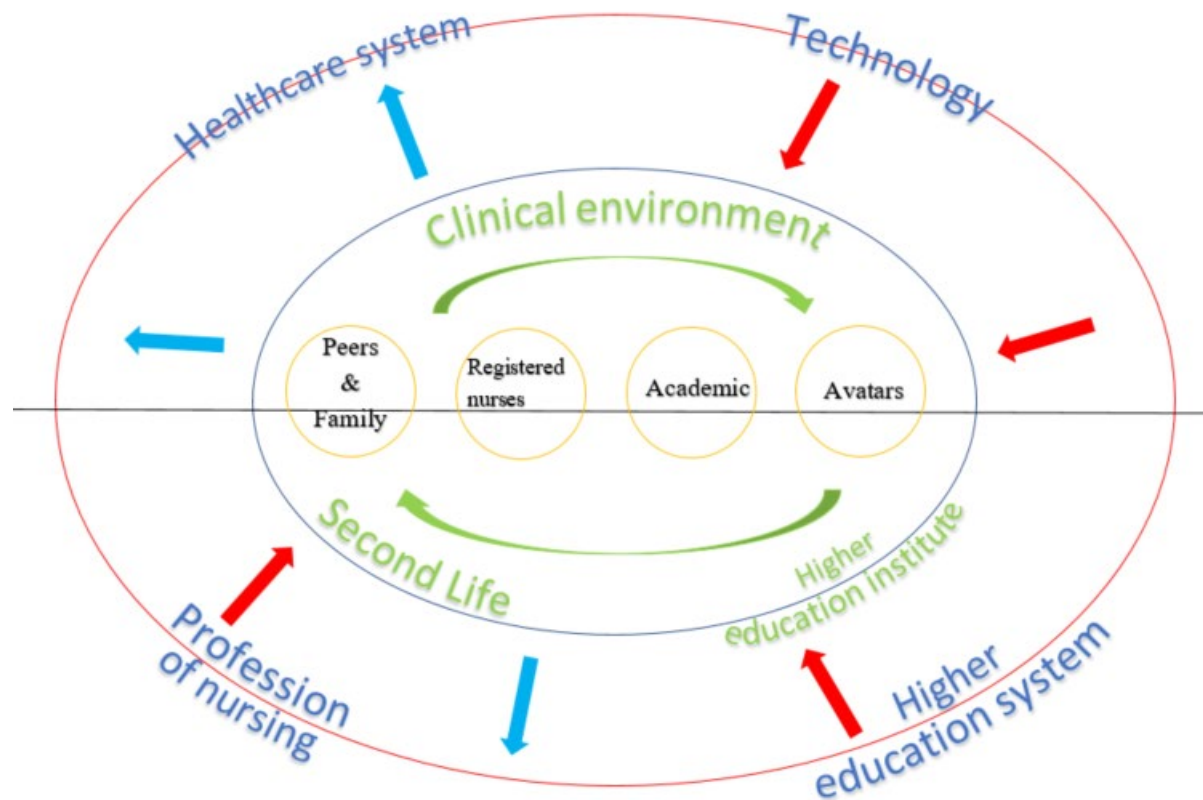 Healthcare system
Technology
Clinical environment
Peers
&
Family
Registered
nurses
Academic
Avatars
Second Life
Higher
education institute
Profession
of nursing
Higher
education system